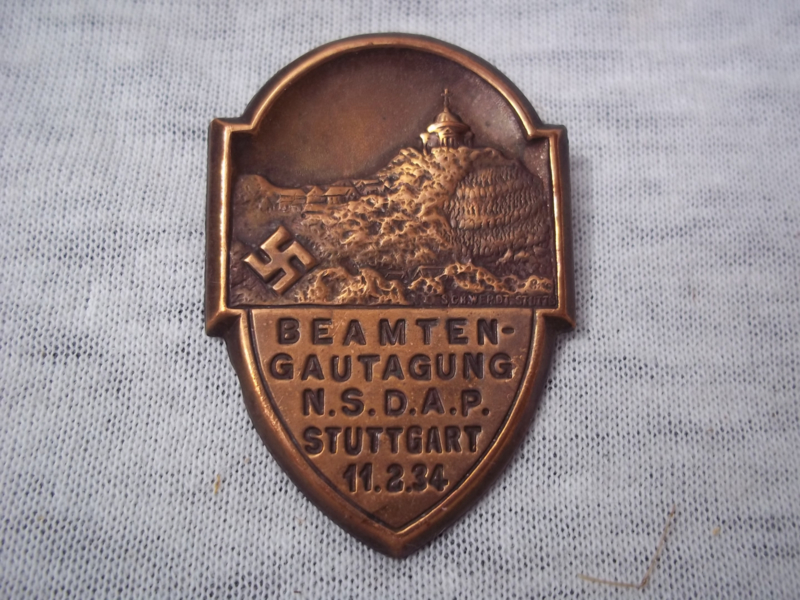 BEAMTEN-
GAUTAGUNG
N.S.D.A.P.
STUTTGART
11.2.34